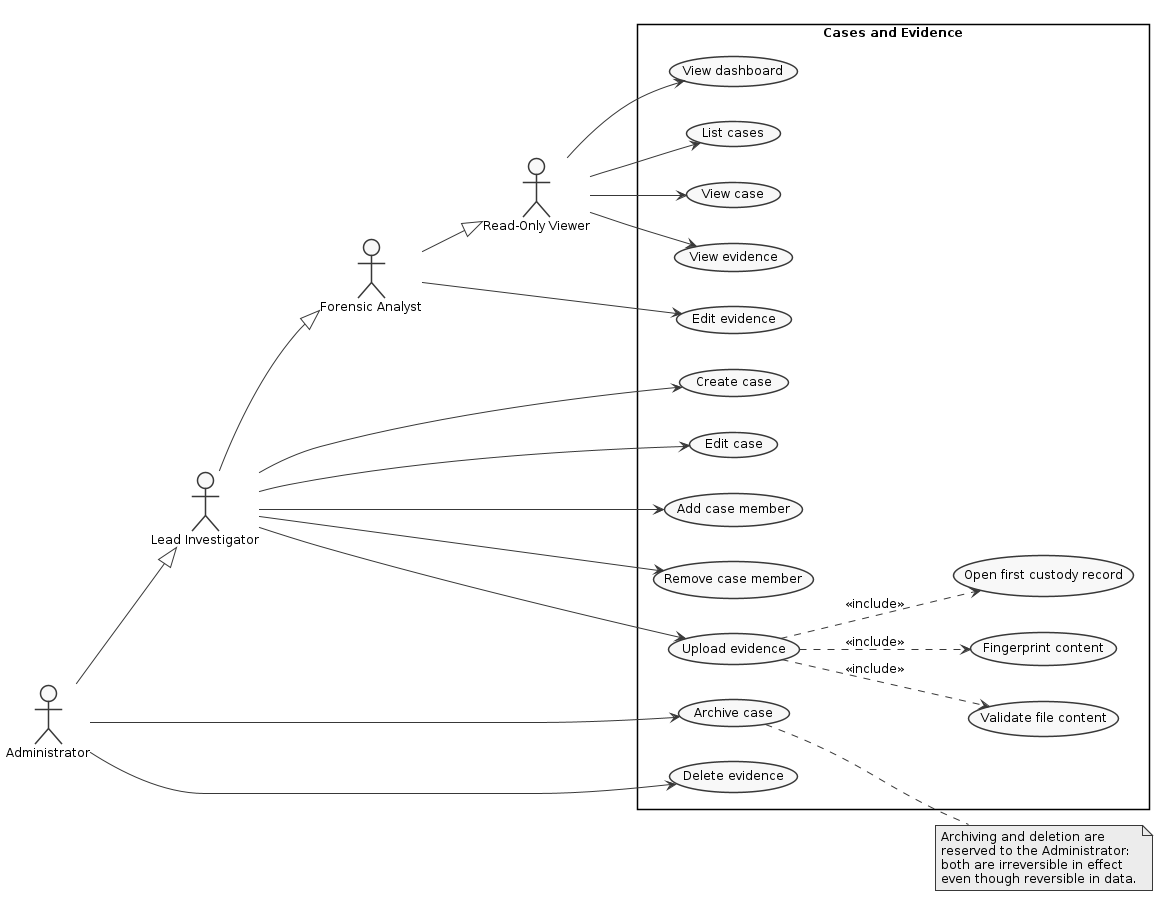 Cases and Evidence
View dashboard
List cases
View case
Read-Only Viewer
View evidence
Forensic Analyst
Edit evidence
Create case
Edit case
Add case member
Lead Investigator
Remove case member
Open first custody record
«include»
Upload evidence
«include»
Fingerprint content
«include»
Validate file content
Archive case
Administrator
Delete evidence
Archiving and deletion are
reserved to the Administrator:
both are irreversible in effect
even though reversible in data.